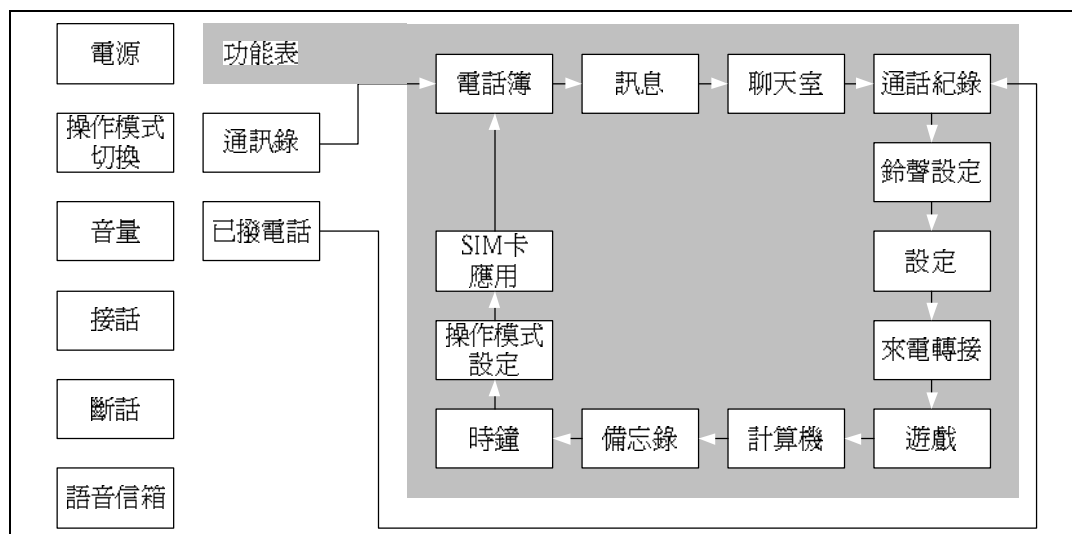 電源
功能表
電話簿
訊息
聊天室
通話紀錄
操作模式
切換
通訊錄
鈴聲設定
音量
已撥電話
SIM卡
應用
設定
接話
操作模式
設定
來電轉接
斷話
時鐘
備忘錄
計算機
遊戲
語音信箱